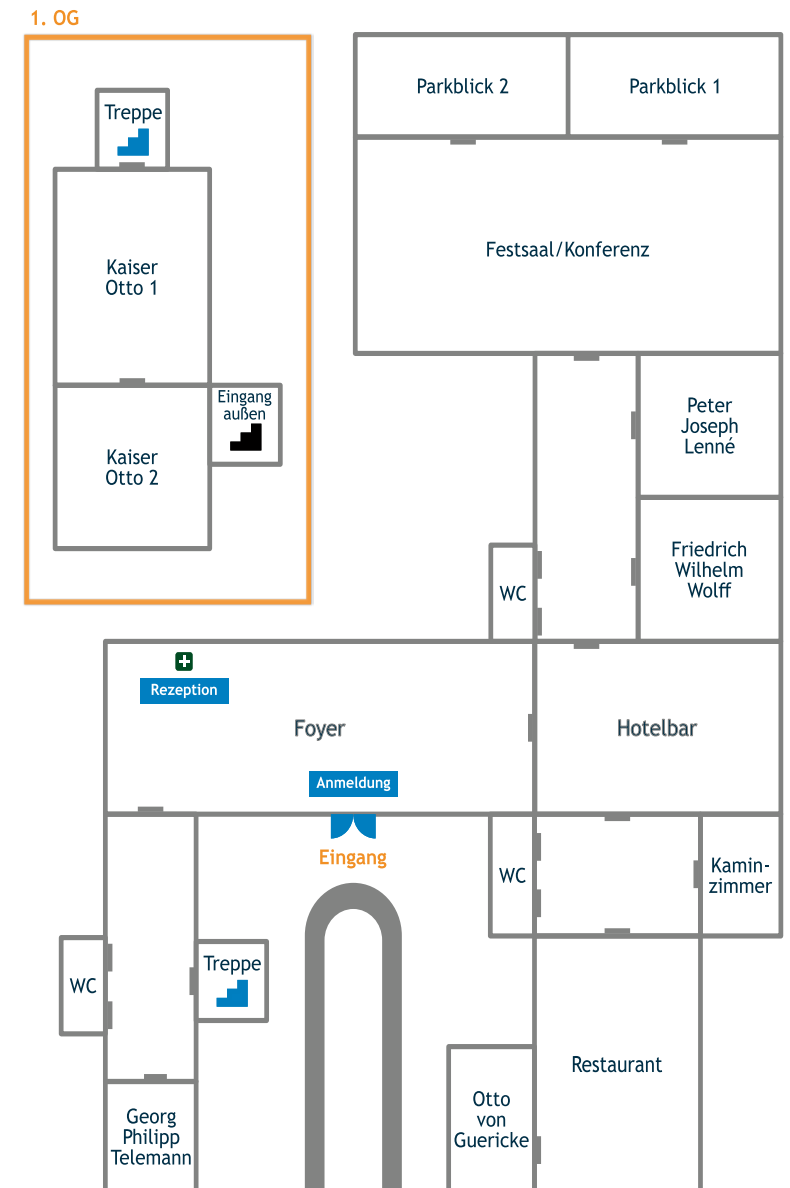 1. OG
Treppe
Kaiser
Otto 1
Eingang
außen
Kaiser
Otto 2
Parkblick 2
Parkblick 1
Festsaal/Konferenz
Peter
Joseph
Lenné
Friedrich
Wilhelm
Wolff
WC
Rezeption
Foyer
Hotelbar
Anmeldung
Eingang
WC
Kamin-
zimmer
WC
Treppe
Restaurant
Otto
von
Guericke
Georg
Philipp
Telemann